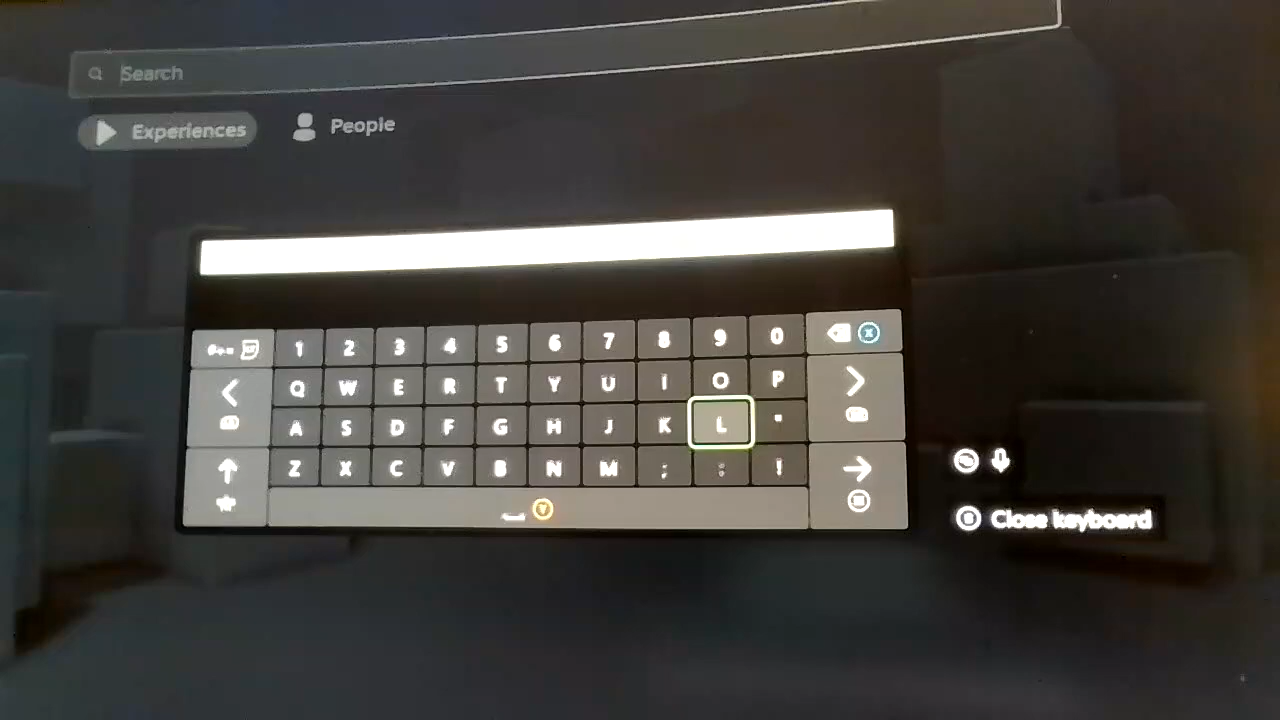 Search
Experiences People
1 2 3 4 5 6 7 8 9 0 X
Q W E R T Y U I O P
A S D F G H J K L "
Z X C V B N M ; : !
Y
Close keyboard